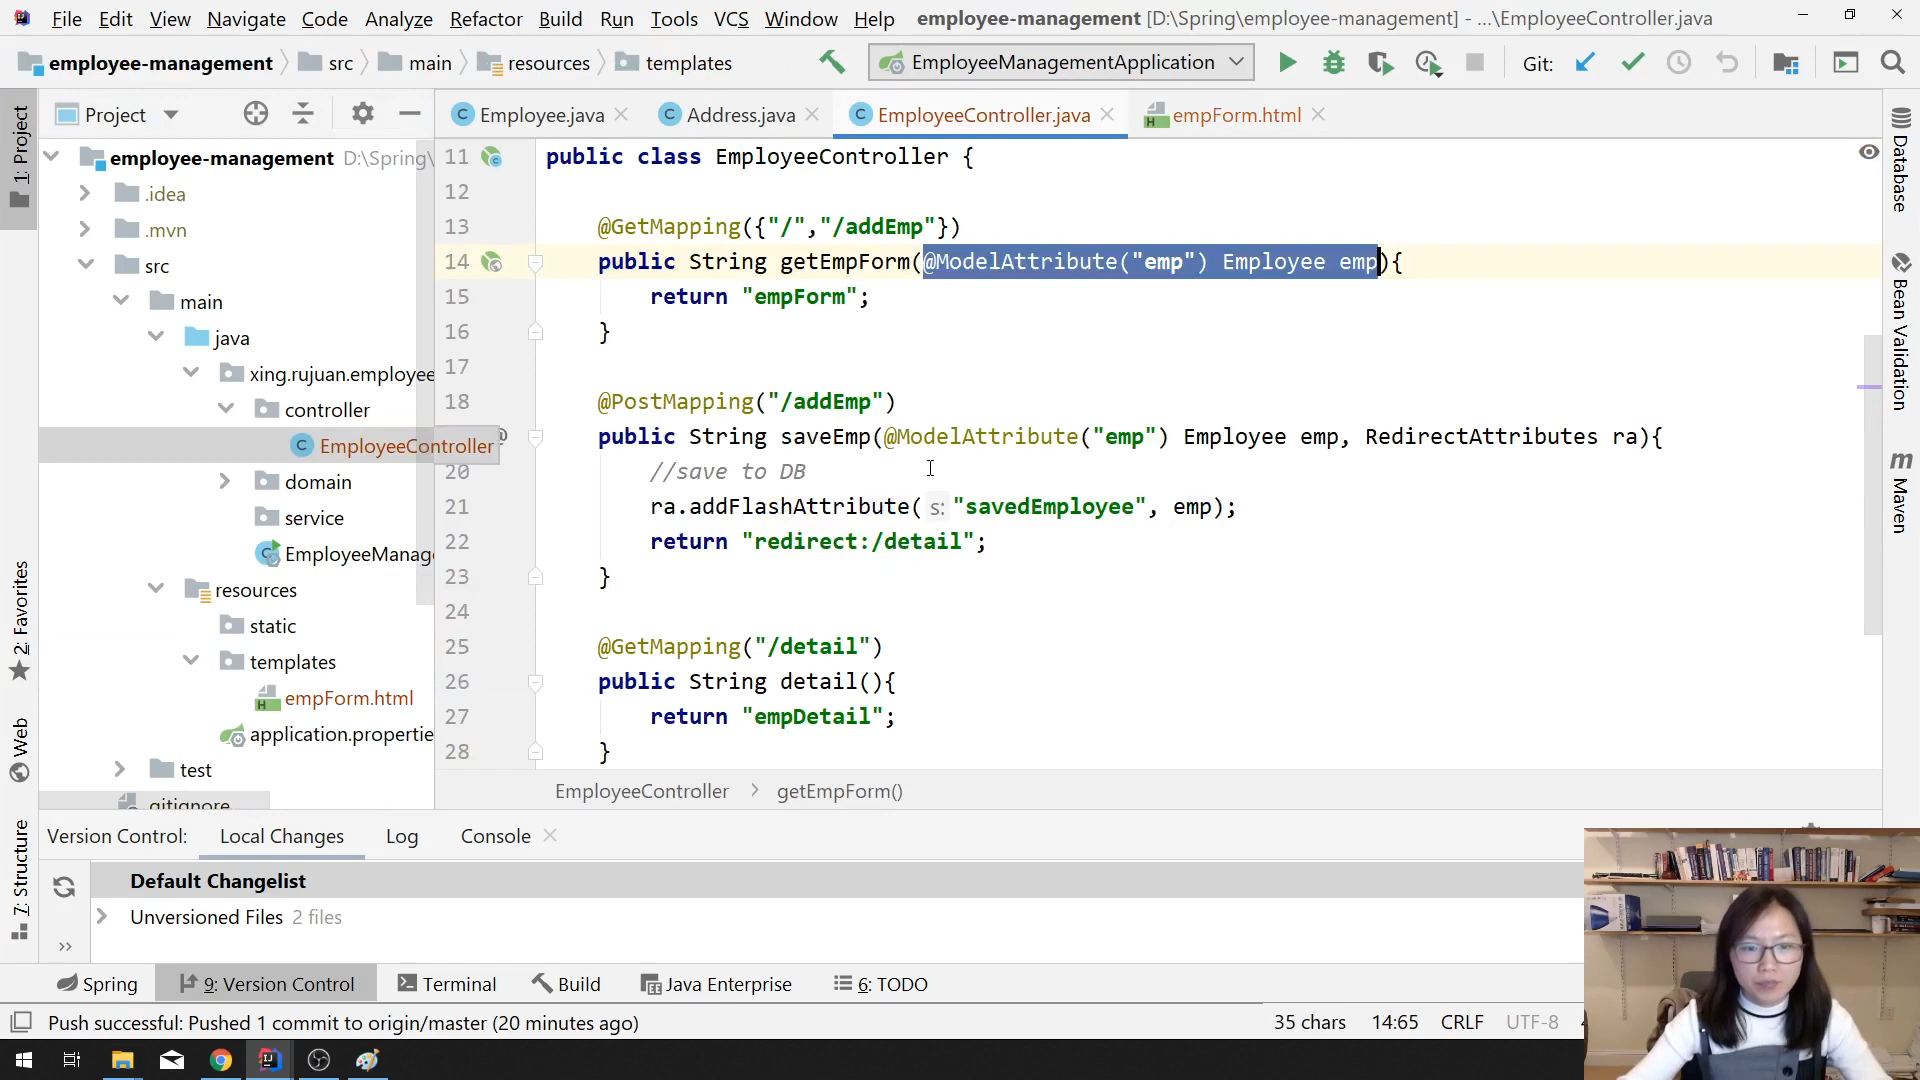 File Edit View Navigate Code Analyze Refactor Build Run Tools VCS Window Help employee-management [D:\Spring\employee-management] - ...\EmployeeController.java
employee-management src main resources templates EmployeeManagementApplication Git:
1: Project
Project
Employee.java Address.java EmployeeController.java empForm.html
employee-management D:\Spring\
.idea
.mvn
src
main
java
xing.rujuan.employee
controller
EmployeeController
domain
service
EmployeeManag
resources
static
templates
empForm.html
application.propertie
test
.gitignore
11 public class EmployeeController {
12
13 @GetMapping({"/","/addEmp"})
14 public String getEmpForm(@ModelAttribute("emp") Employee emp){
15 return "empForm";
16 }
17
18 @PostMapping("/addEmp")
public String saveEmp(@ModelAttribute("emp") Employee emp, RedirectAttributes ra){
20 //save to DB
21 ra.addFlashAttribute( s: "savedEmployee", emp);
22 return "redirect:/detail";
23 }
24
25 @GetMapping("/detail")
26 public String detail(){
27 return "empDetail";
28 }
EmployeeController getEmpForm()
Database
Bean Validation
m Maven
2: Favorites
Web
7: Structure
Version Control: Local Changes Log Console
Default Changelist
Unversioned Files 2 files
Spring 9: Version Control Terminal Build Java Enterprise 6: TODO
Push successful: Pushed 1 commit to origin/master (20 minutes ago) 35 chars 14:65 CRLF UTF-8